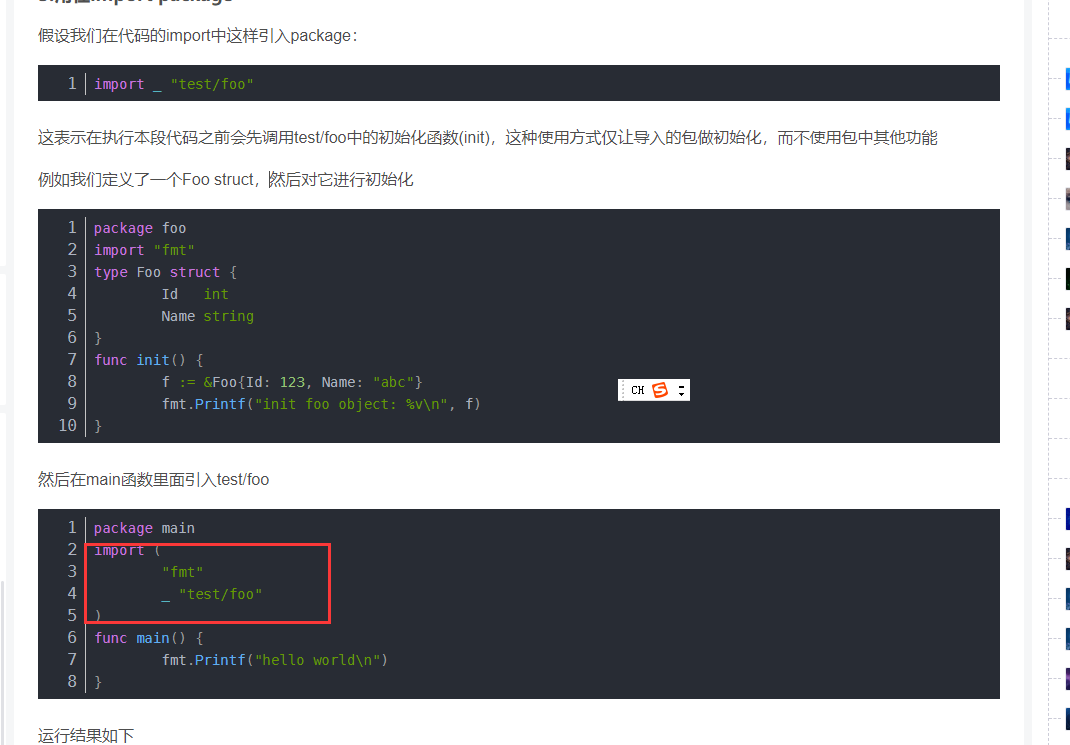 假设我们在代码的import中这样引入package：
1 import _ "test/foo"
这表示在执行本段代码之前会先调用test/foo中的初始化函数(init)，这种使用方式仅让导入的包做初始化，而不使用包中其他功能
例如我们定义了一个Foo struct，然后对它进行初始化
1 package foo
2 import "fmt"
3 type Foo struct {
4 Id int
5 Name string
6 }
7 func init() {
8 f := &Foo{Id: 123, Name: "abc"}
9 fmt.Printf("init foo object: %v\n", f)
10 }
CH S
然后在main函数里面引入test/foo
1 package main
2 import (
3 "fmt"
4 _ "test/foo"
5 )
6 func main() {
7 fmt.Printf("hello world\n")
8 }
运行结果如下